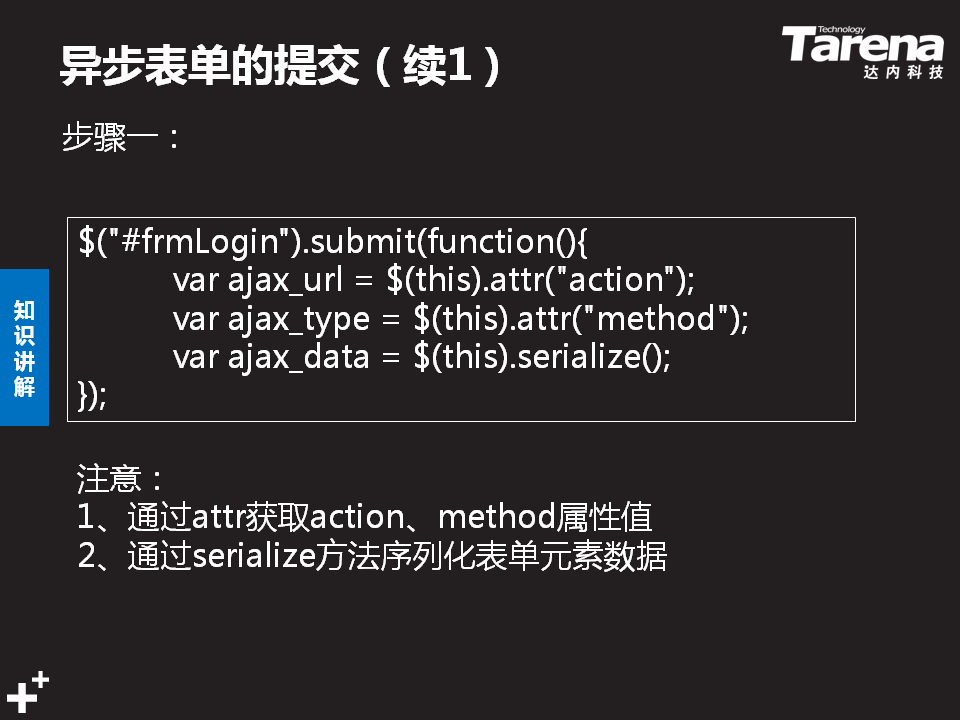 异步表单的提交（续1）
Technology
Tarena
达内科技
步骤一：
$("#frmLogin").submit(function(){
var ajax_url = $(this).attr("action");
var ajax_type = $(this).attr("method");
var ajax_data = $(this).serialize();
});
知识讲解
注意：
1、通过attr获取action、method属性值
2、通过serialize方法序列化表单元素数据